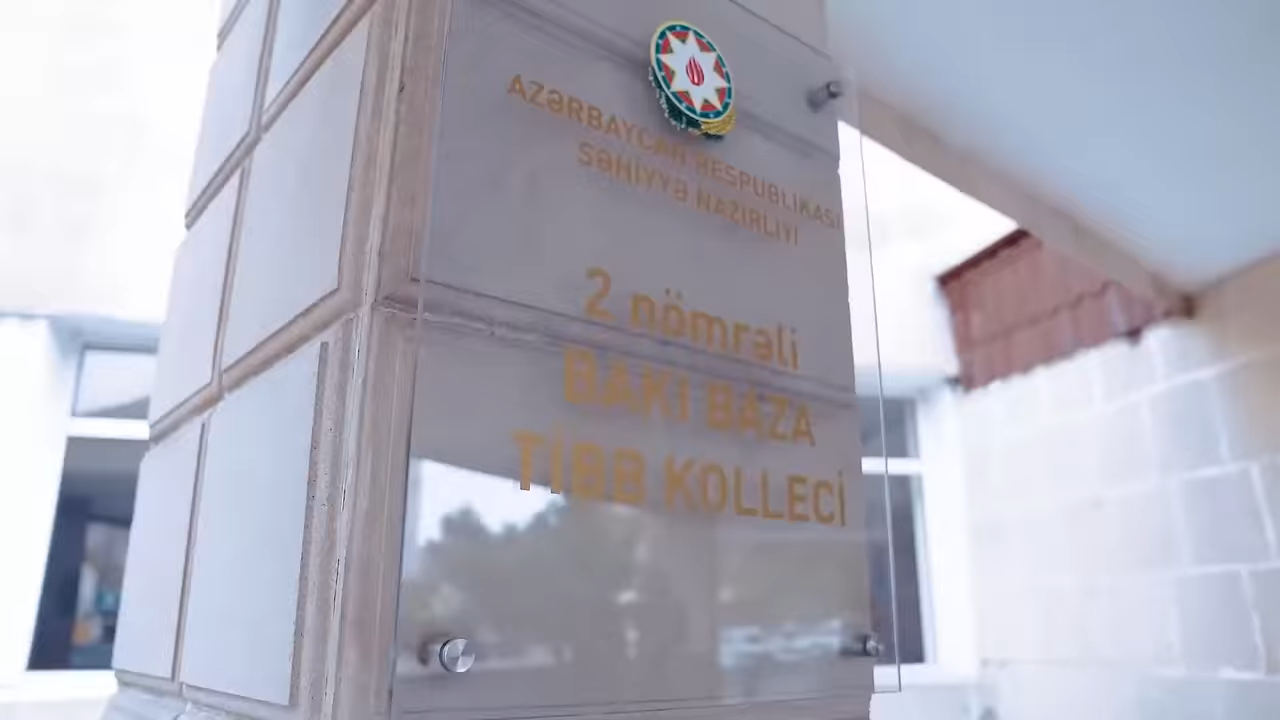 AZƏRBAYCAN RESPUBLİKASI
SƏHİYYƏ NAZİRLİYİ
2 nömrəli
BAKI BAZA
TİBB KOLLECİ